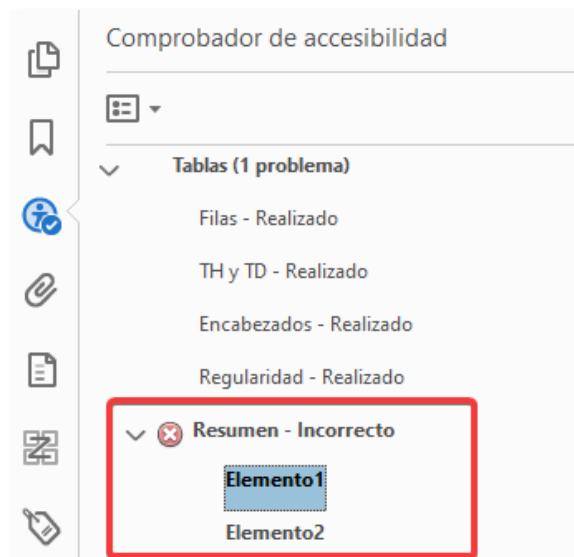 Comprobador de accesibilidad
Tablas (1 problema)
Filas - Realizado
TH y TD - Realizado
Encabezados - Realizado
Regularidad - Realizado
Resumen - Incorrecto
Elemento1
Elemento2